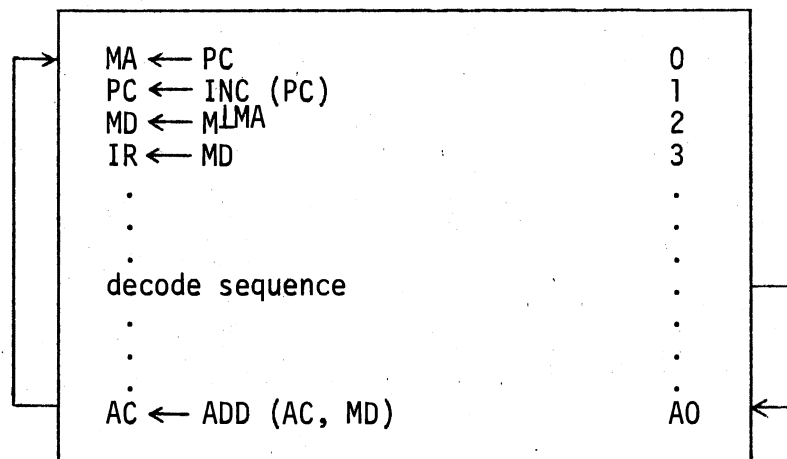 MA ← PC 0
PC ← INC (PC) 1
MD ← M⊥MA 2
IR ← MD 3
. .
. .
. .
decode sequence .
. .
. .
. .
AC ← ADD (AC, MD) A0